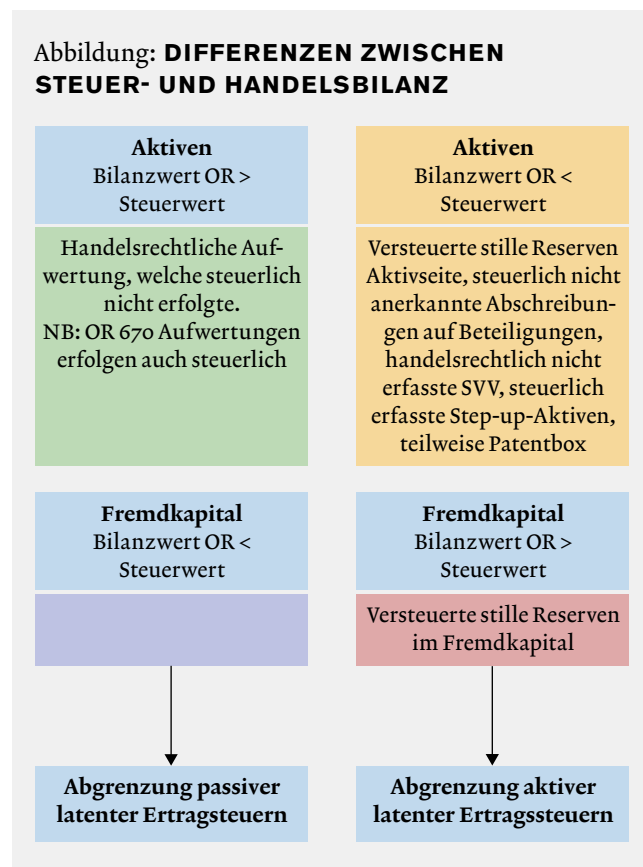 Abbildung: DIFFERENZEN ZWISCHEN
STEUER- UND HANDELSBILANZ
Aktiven
Bilanzwert OR >
Steuerwert
Handelsrechtliche Auf-
wertung, welche steuerlich
nicht erfolgte.
NB: OR 670 Aufwertungen
erfolgen auch steuerlich
Aktiven
Bilanzwert OR <
Steuerwert
Versteuerte stille Reserven
Aktivseite, steuerlich nicht
anerkannte Abschreibun-
gen auf Beteiligungen,
handelsrechtlich nicht
erfasste SVV, steuerlich
erfasste Step-up-Aktiven,
teilweise Patentbox
Fremdkapital
Bilanzwert OR <
Steuerwert
Fremdkapital
Bilanzwert OR >
Steuerwert
Versteuerte stille Reserven
im Fremdkapital
Abgrenzung passiver
latenter Ertragsteuern
Abgrenzung aktiver
latenter Ertragssteuern